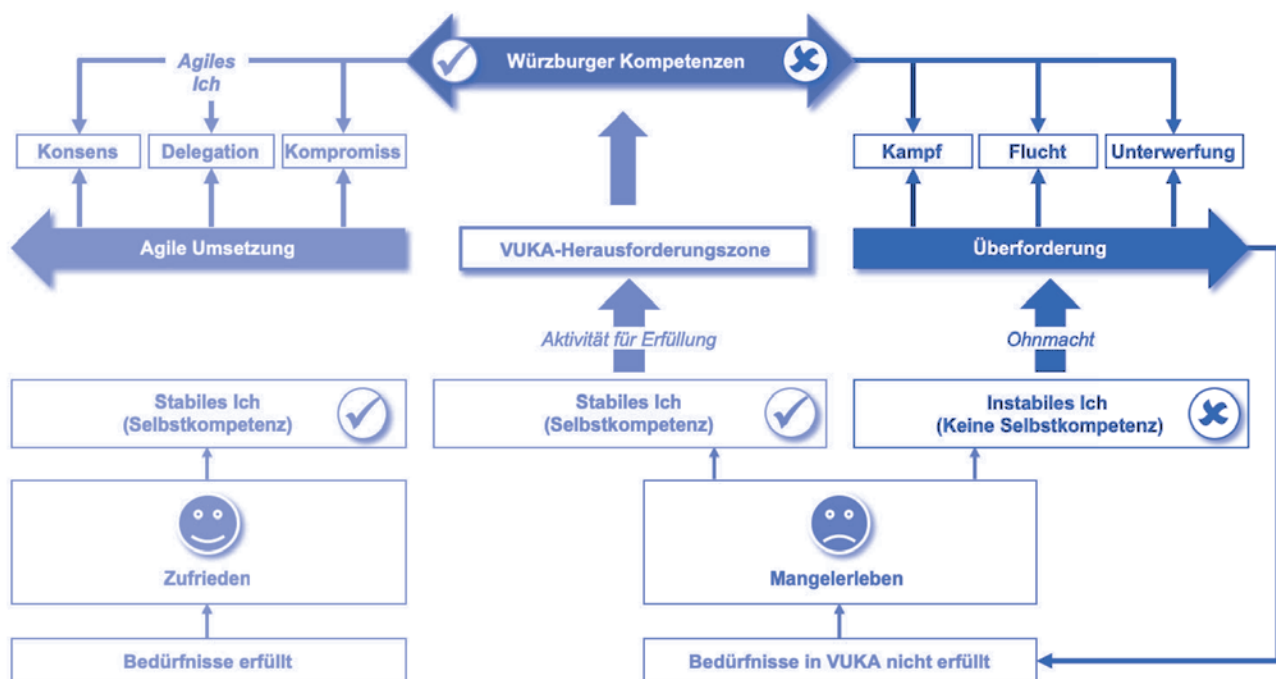 Agiles
Ich
Würzburger Kompetenzen
Konsens
Delegation
Kompromiss
Kampf
Flucht
Unterwerfung
Agile Umsetzung
VUKA-Herausforderungszone
Überforderung
Aktivität für Erfüllung
Ohnmacht
Stabiles Ich
(Selbstkompetenz)
Stabiles Ich
(Selbstkompetenz)
Instabiles Ich
(Keine Selbstkompetenz)
Zufrieden
Mangelerleben
Bedürfnisse erfüllt
Bedürfnisse in VUKA nicht erfüllt